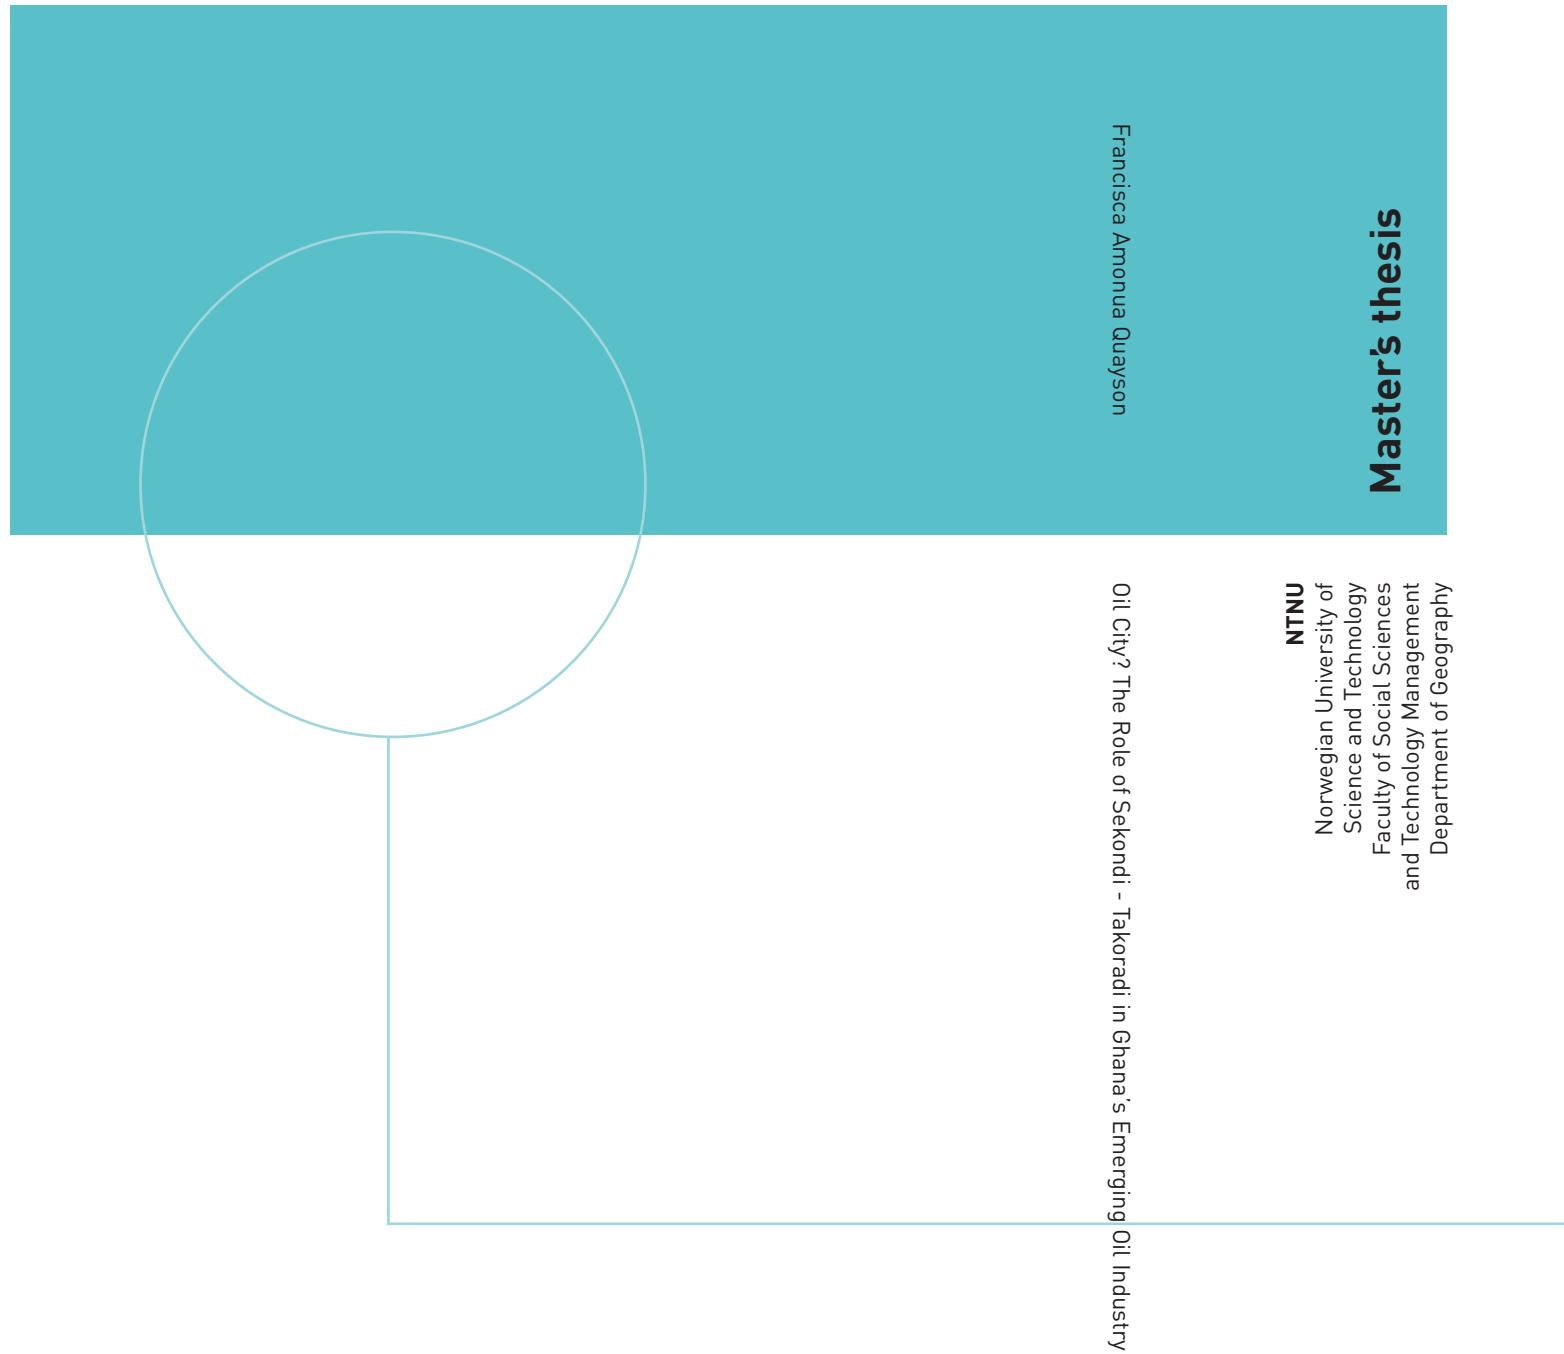 Francisca Amonua Quayson
Oil City? The Role of Sekondi - Takoradi in Ghana’s Emerging Oil Industry
Master’s thesis
NTNU
Norwegian University of
Science and Technology
Faculty of Social Sciences
and Technology Management
Department of Geography